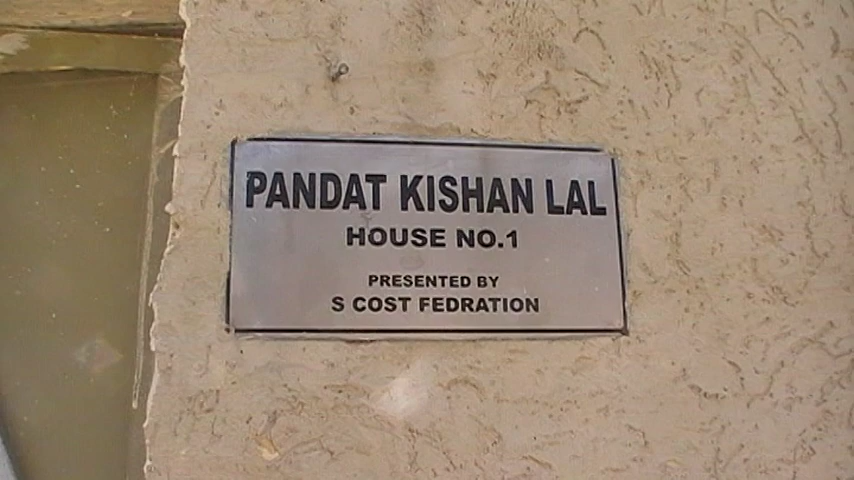 PANDAT KISHAN LAL
HOUSE NO.1
PRESENTED BY
S COST FEDRATION